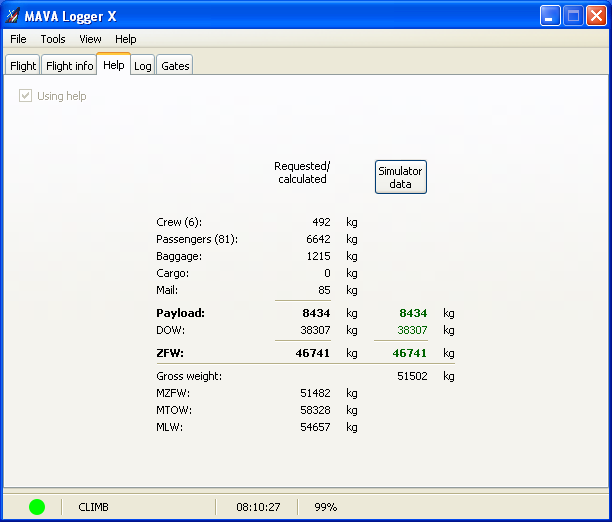 MAVA Logger X
File Tools View Help
Flight Flight info Help Log Gates
Using help
Requested/ Simulator
calculated data
Crew (6): 492 kg
Passengers (81): 6642 kg
Baggage: 1215 kg
Cargo: 0 kg
Mail: 85 kg
Payload: 8434 kg 8434 kg
DOW: 38307 kg 38307 kg
ZFW: 46741 kg 46741 kg
Gross weight: 51502 kg
MZFW: 51482 kg
MTOW: 58328 kg
MLW: 54657 kg
CLIMB 08:10:27 99%